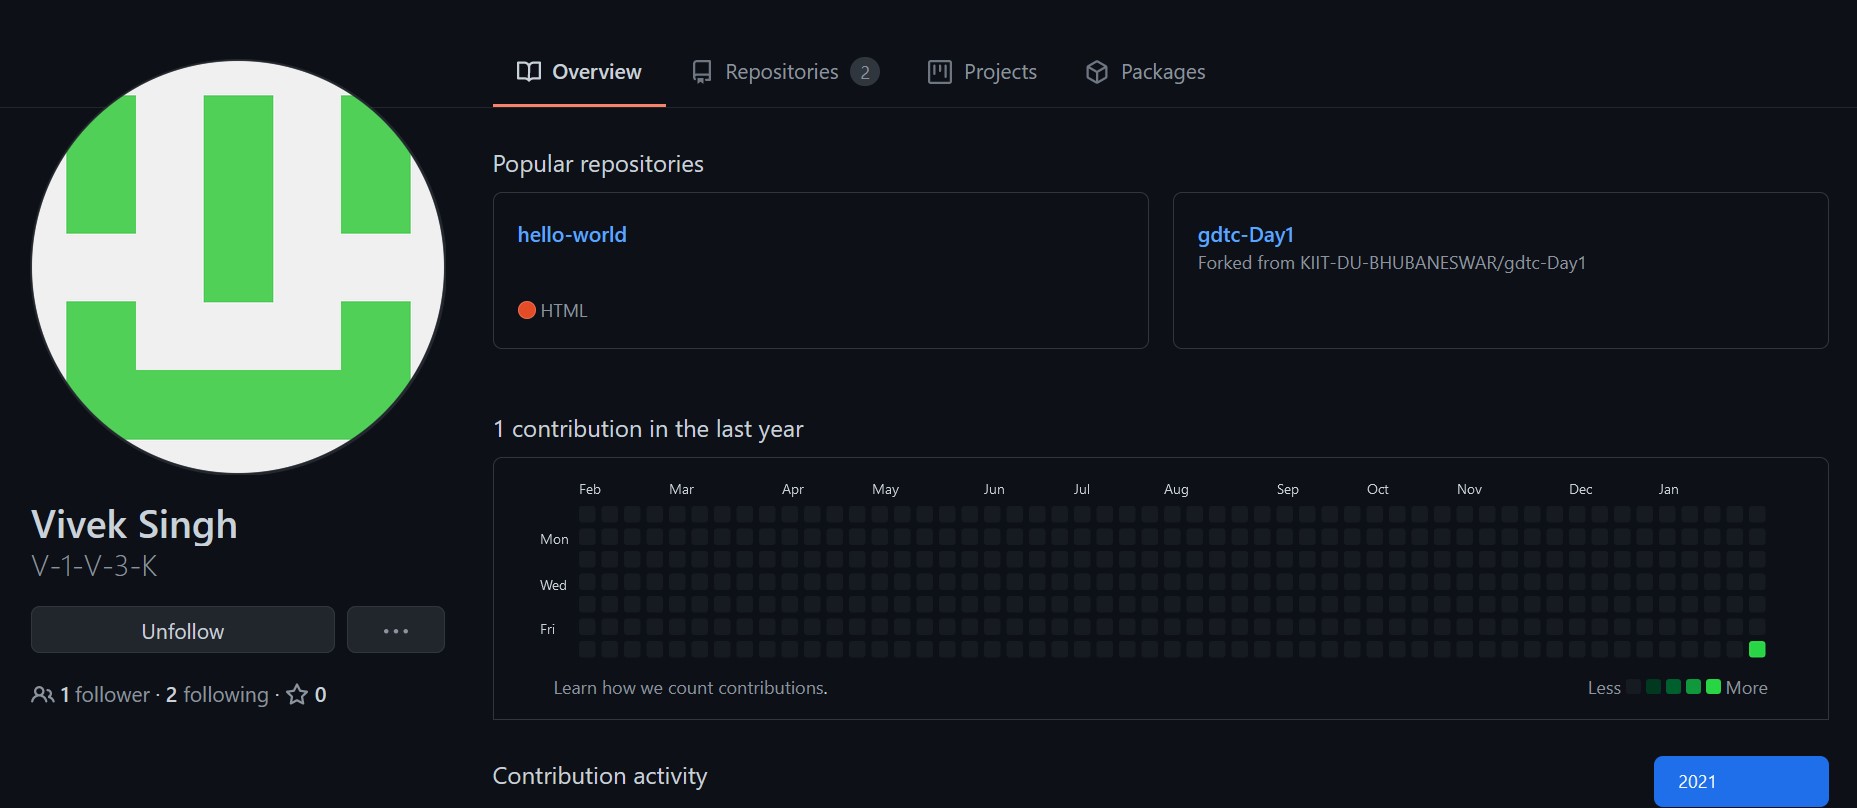 Overview Repositories 2 Projects Packages
Popular repositories
hello-world
HTML
gdtc-Day1
Forked from KIIT-DU-BHUBANESWAR/gdtc-Day1
1 contribution in the last year
Feb Mar Apr May Jun Jul Aug Sep Oct Nov Dec Jan
Mon
Wed
Fri
Learn how we count contributions.
Less More
Vivek Singh
V-1-V-3-K
Unfollow ...
1 follower · 2 following · 0
Contribution activity
2021